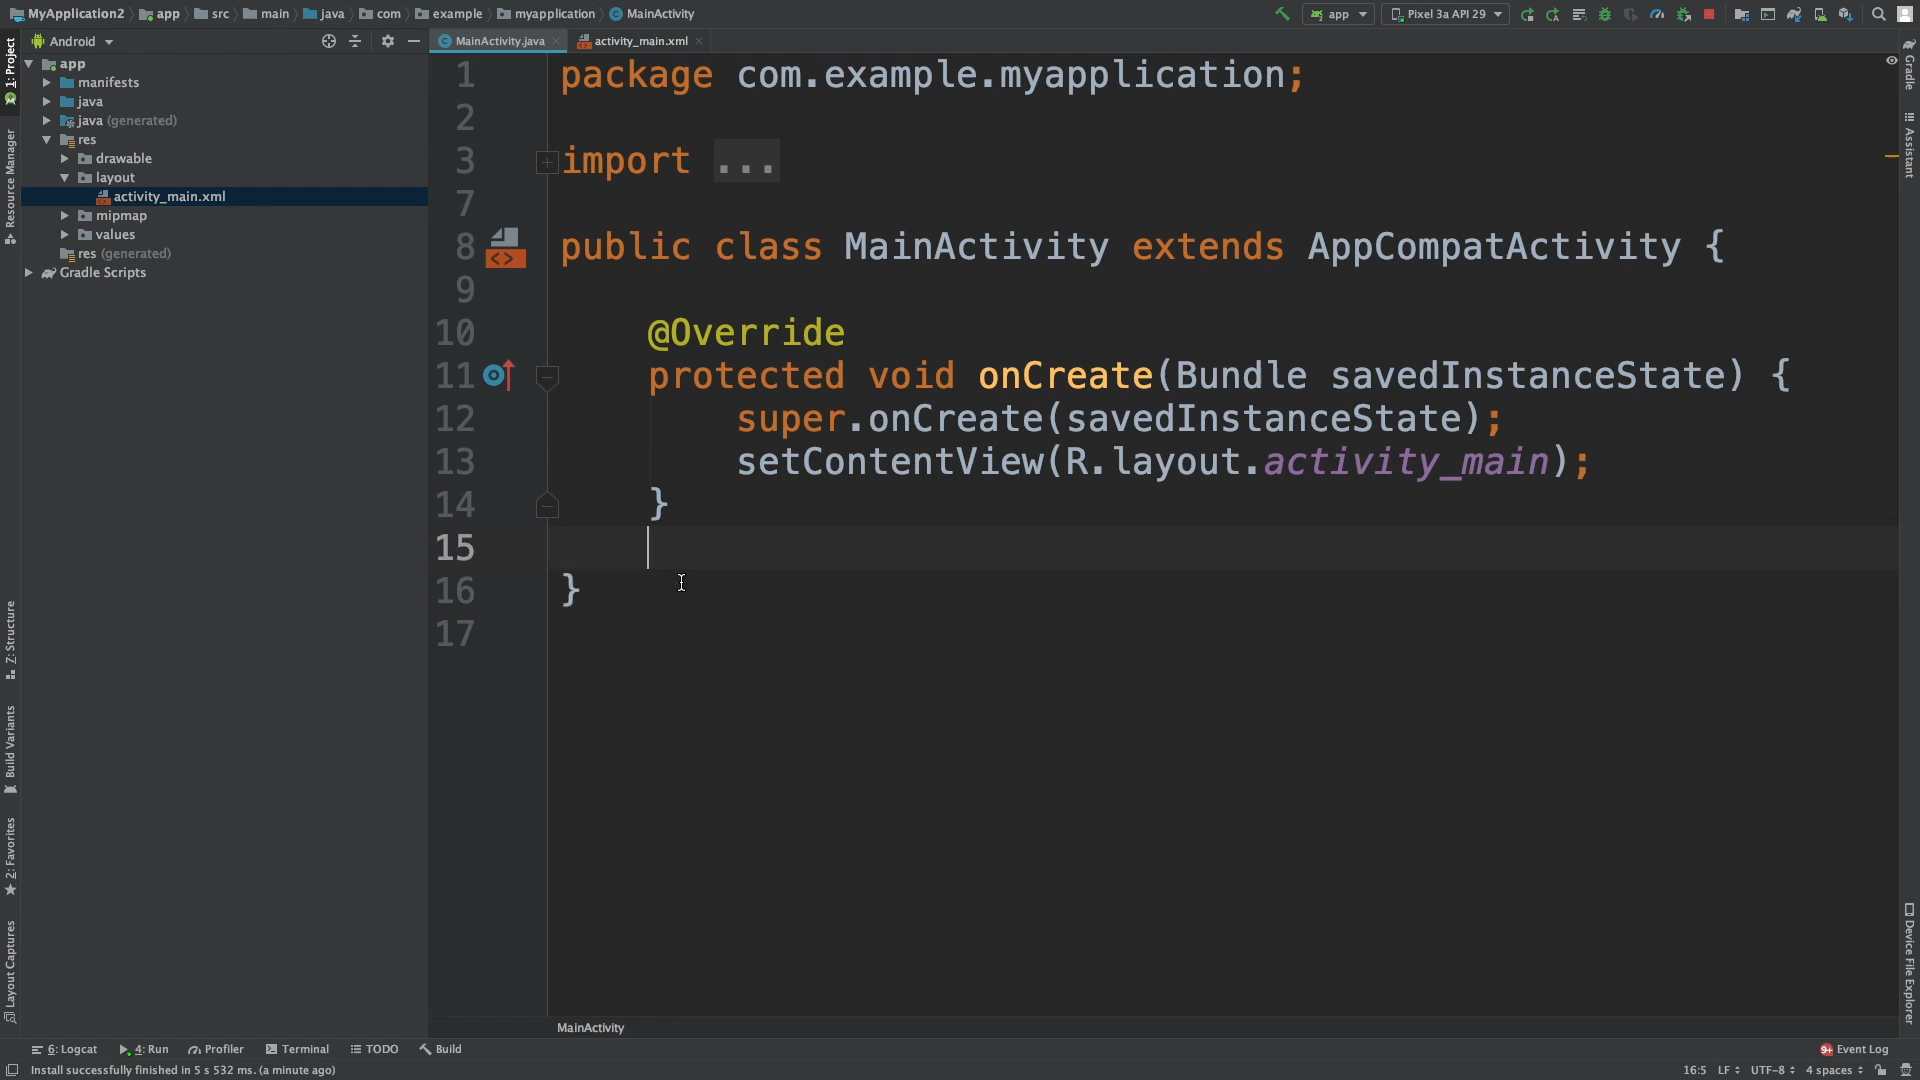 MyApplication2 app src main java com example myapplication MainActivity app Pixel 3a API 29
Android
MainActivity.java activity_main.xml
1: Project
Resource Manager
Z: Structure
Build Variants
2: Favorites
Layout Captures
app
manifests
java
java (generated)
res
drawable
layout
activity_main.xml
mipmap
values
res (generated)
Gradle Scripts
1 package com.example.myapplication;
2
3 import ...
7
8 public class MainActivity extends AppCompatActivity {
9
10 @Override
11 protected void onCreate(Bundle savedInstanceState) {
12 super.onCreate(savedInstanceState);
13 setContentView(R.layout.activity_main);
14 }
15
16 }
17
MainActivity
Gradle
Assistant
Device File Explorer
6: Logcat 4: Run Profiler Terminal TODO Build 9+ Event Log
Install successfully finished in 5 s 532 ms. (a minute ago) 16:5 LF UTF-8 4 spaces